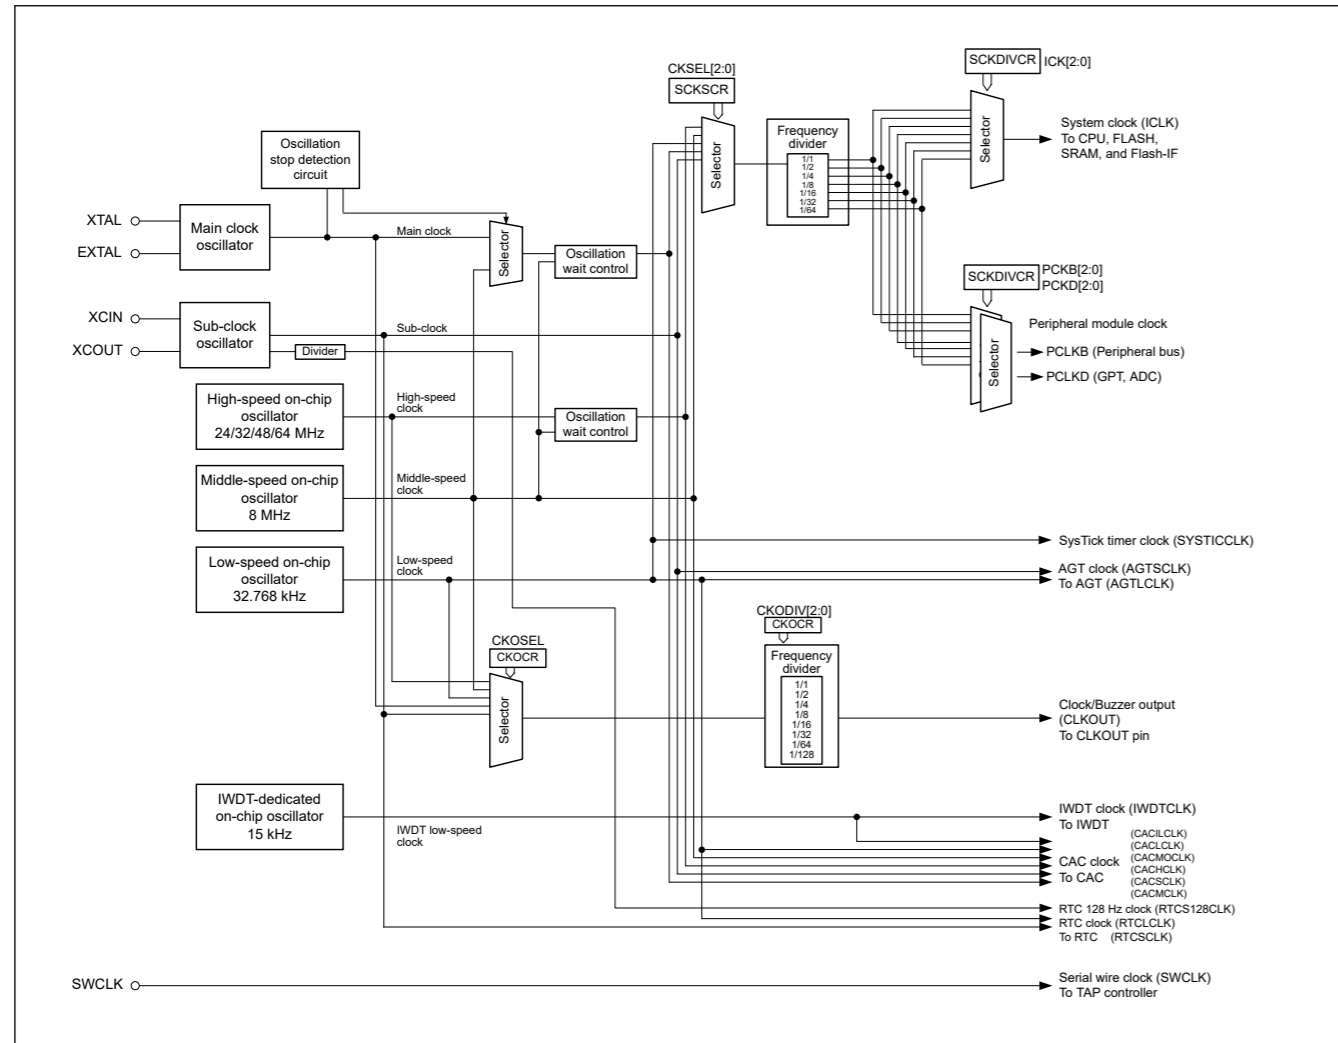 CKSEL[2:0]
SCKSCR
Selector
Frequency
divider
1/1
1/2
1/4
1/8
1/16
1/32
1/64
SCKDIVCR
ICK[2:0]
Selector
System clock (ICLK)
To CPU, FLASH,
SRAM, and Flash-IF
Oscillation
stop detection
circuit
XTAL
EXTAL
Main clock
oscillator
Main clock
Selector
Oscillation
wait control
SCKDIVCR
PCKB[2:0]
PCKD[2:0]
Selector
Peripheral module clock
PCLKB (Peripheral bus)
PCLKD (GPT, ADC)
XCIN
XCOUT
Sub-clock
oscillator
Sub-clock
Divider
High-speed on-chip
oscillator
24/32/48/64 MHz
High-speed
clock
Oscillation
wait control
Middle-speed on-chip
oscillator
8 MHz
Middle-speed
clock
SysTick timer clock (SYSTICCLK)
Low-speed on-chip
oscillator
32.768 kHz
Low-speed
clock
AGT clock (AGTSCLK)
To AGT (AGTLCLK)
CKOSEL
CKOCR
Selector
CKODIV[2:0]
CKOCR
Frequency
divider
1/1
1/2
1/4
1/8
1/16
1/32
1/64
1/128
Clock/Buzzer output
(CLKOUT)
To CLKOUT pin
IWDT-dedicated
on-chip oscillator
15 kHz
IWDT low-speed
clock
IWDT clock (IWDTCLK)
To IWDT
CAC clock
To CAC
(CACILCLK)
(CACLCLK)
(CACMOCLK)
(CACHCLK)
(CACSCLK)
(CACMCLK)
RTC 128 Hz clock (RTCS128CLK)
RTC clock (RTCLCLK)
To RTC (RTCSCLK)
SWCLK
Serial wire clock (SWCLK)
To TAP controller